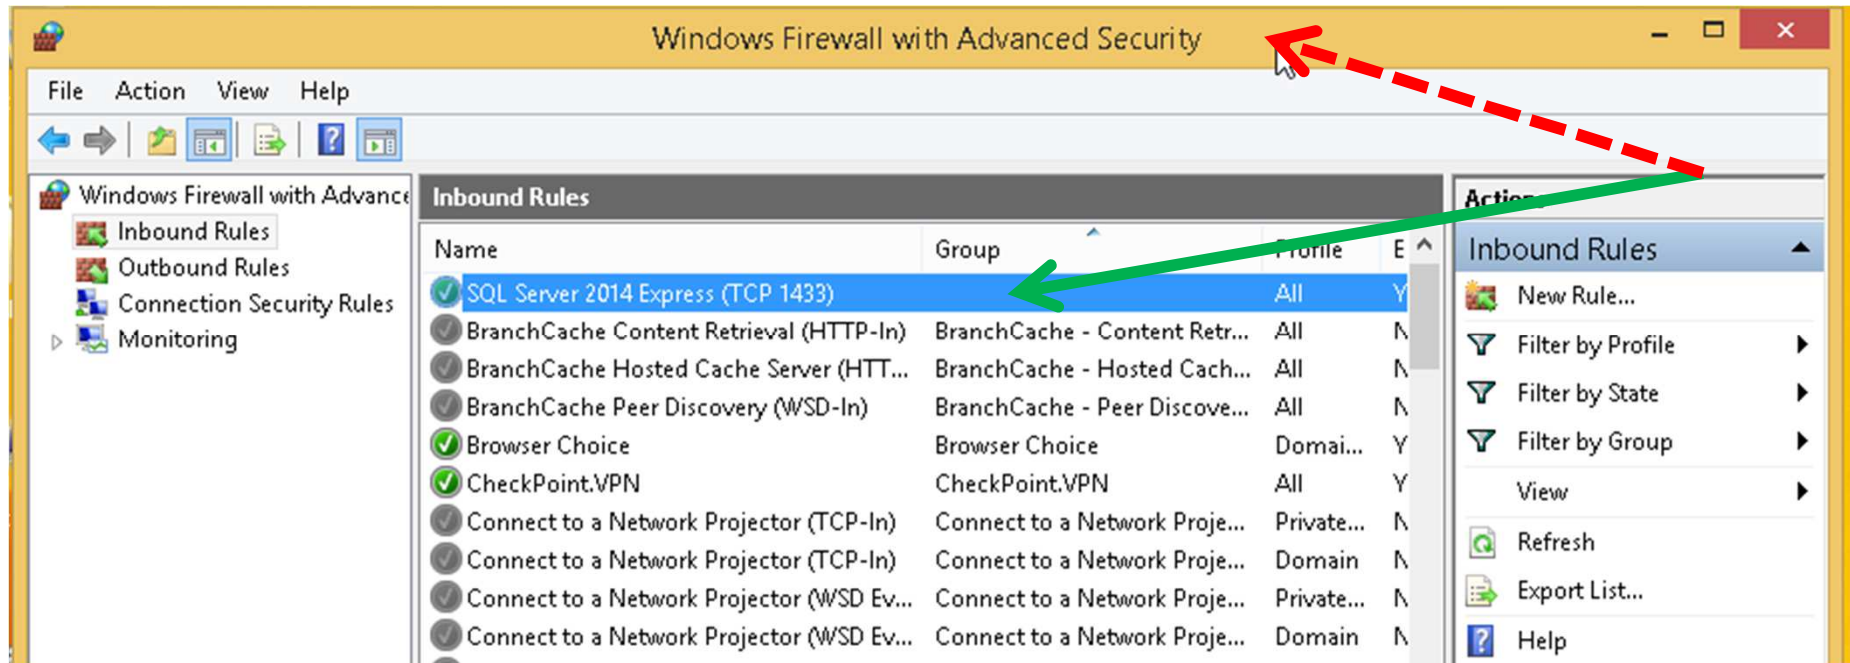 Windows Firewall with Advanced Security
File Action View Help
Windows Firewall with Advance
Inbound Rules
Outbound Rules
Connection Security Rules
Monitoring
Inbound Rules
Name Group Profile E
SQL Server 2014 Express (TCP 1433) All Y
BranchCache Content Retrieval (HTTP-In) BranchCache - Content Retr... All N
BranchCache Hosted Cache Server (HTT... BranchCache - Hosted Cach... All N
BranchCache Peer Discovery (WSD-In) BranchCache - Peer Discove... All N
Browser Choice Browser Choice Domai... Y
CheckPoint.VPN CheckPoint.VPN All Y
Connect to a Network Projector (TCP-In) Connect to a Network Proje... Private... N
Connect to a Network Projector (TCP-In) Connect to a Network Proje... Domain N
Connect to a Network Projector (WSD Ev... Connect to a Network Proje... Private... N
Connect to a Network Projector (WSD Ev... Connect to a Network Proje... Domain N
Actions
Inbound Rules
New Rule...
Filter by Profile
Filter by State
Filter by Group
View
Refresh
Export List...
Help